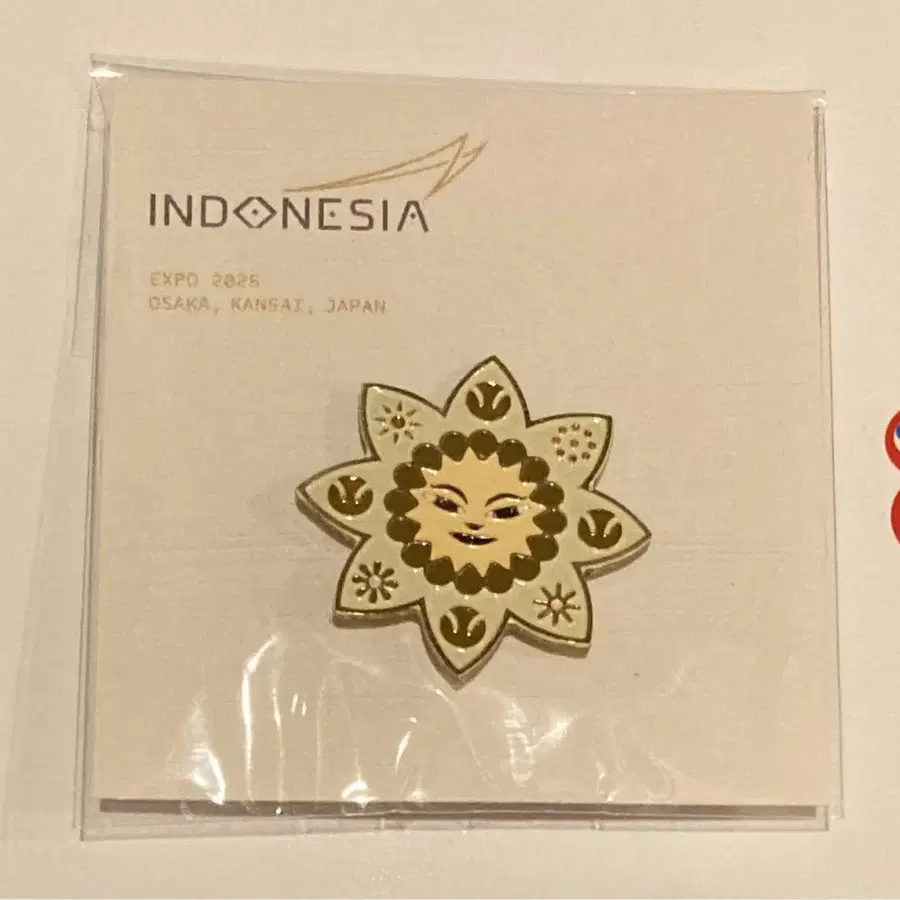 INDONESIA
EXPO 2025
OSAKA, KANSAI, JAPAN